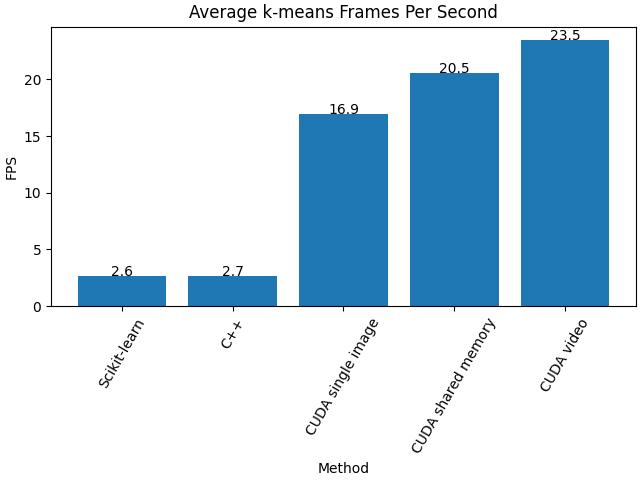 Average k-means Frames Per Second
23.5
20.5
20
16.9
15
FPS
10
5
2.6
2.7
0
Scikit-learn
C++
CUDA single image
CUDA shared memory
CUDA video
Method